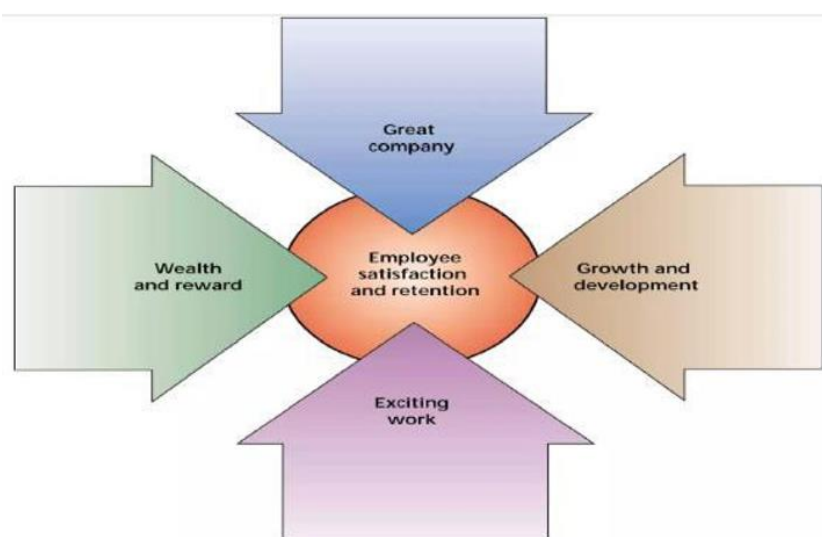 Great
company
Wealth
and reward
Employee
satisfaction
and retention
Growth and
development
Exciting
work